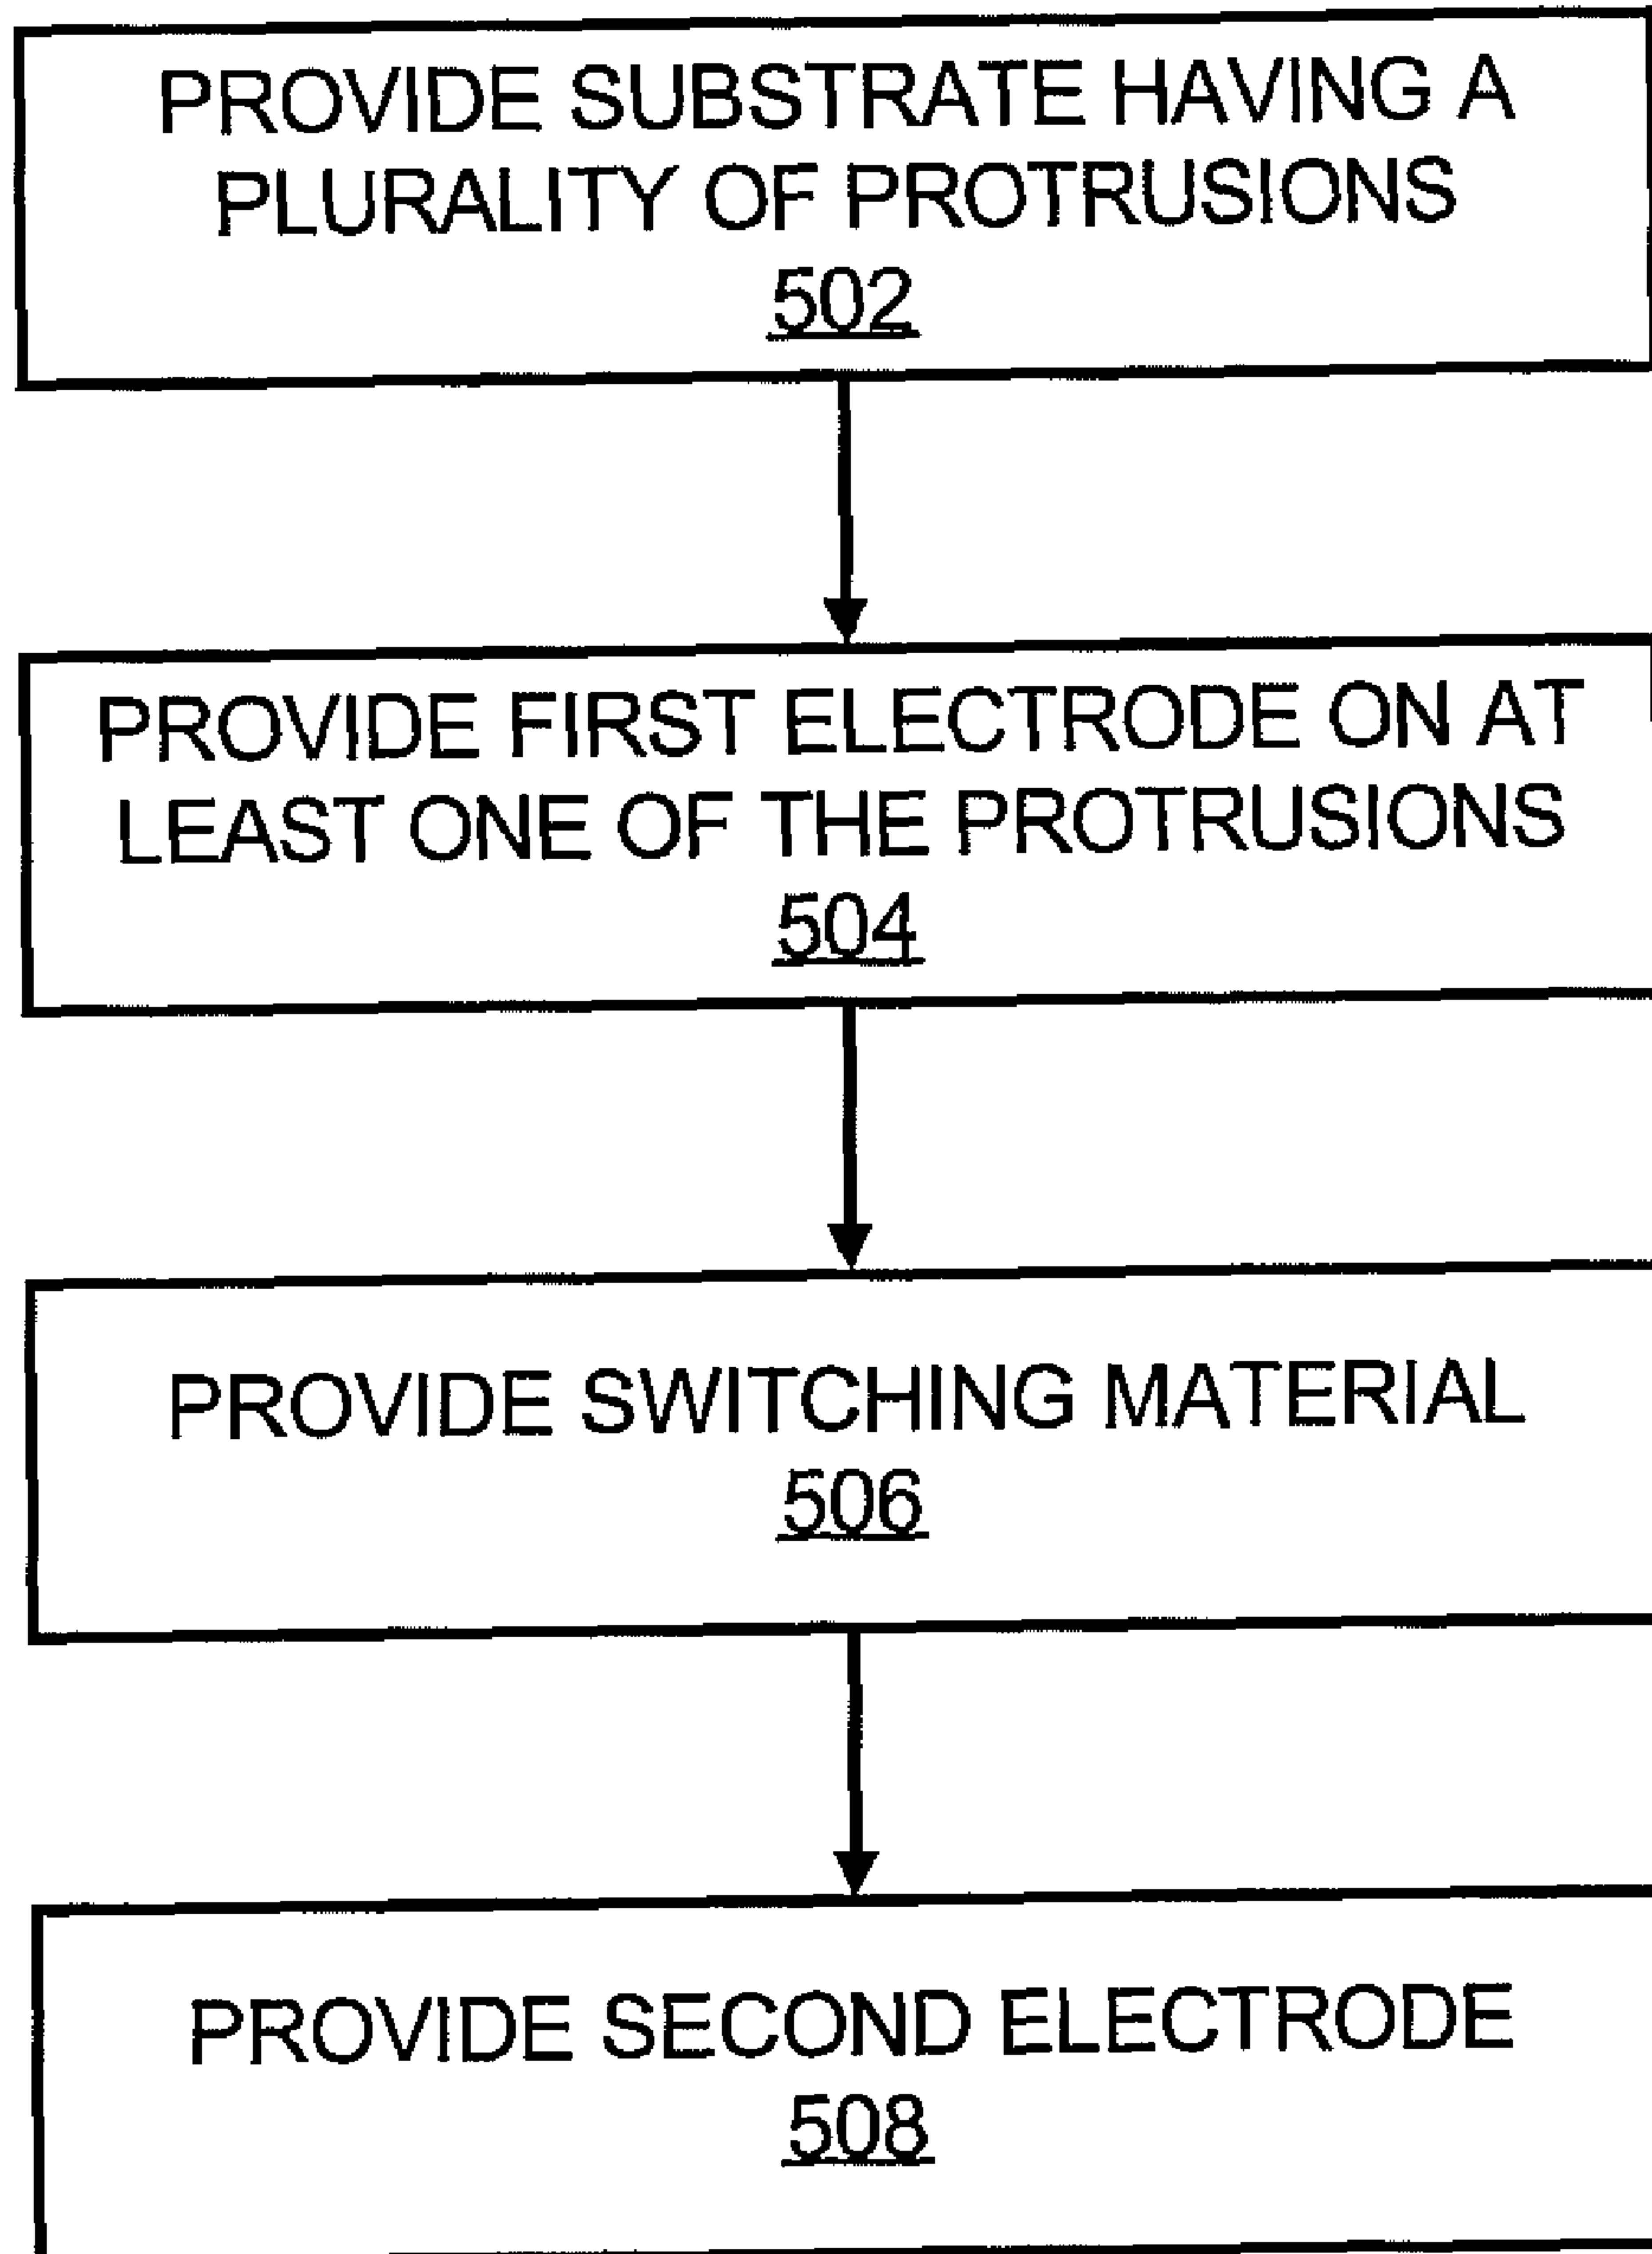 PROVIDE SUBSTRATE HAVING A
PLURALITY OF PROTRUSIONS
502
PROVIDE FIRST ELECTRODE ON AT
LEAST ONE OF THE PROTRUSIONS
504
PROVIDE SWITCHING MATERIAL
506
PROVIDE SECOND ELECTRODE
508